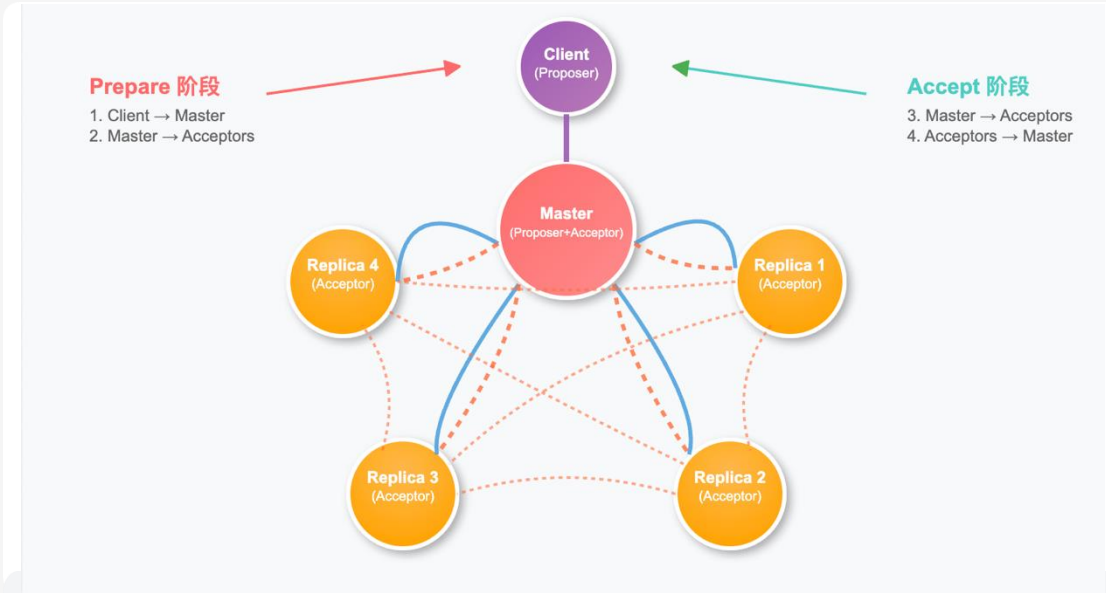 Client
(Proposer)
Prepare 阶段
1. Client → Master
2. Master → Acceptors
Accept 阶段
3. Master → Acceptors
4. Acceptors → Master
Master
(Proposer+Acceptor)
Replica 4
(Acceptor)
Replica 1
(Acceptor)
Replica 3
(Acceptor)
Replica 2
(Acceptor)